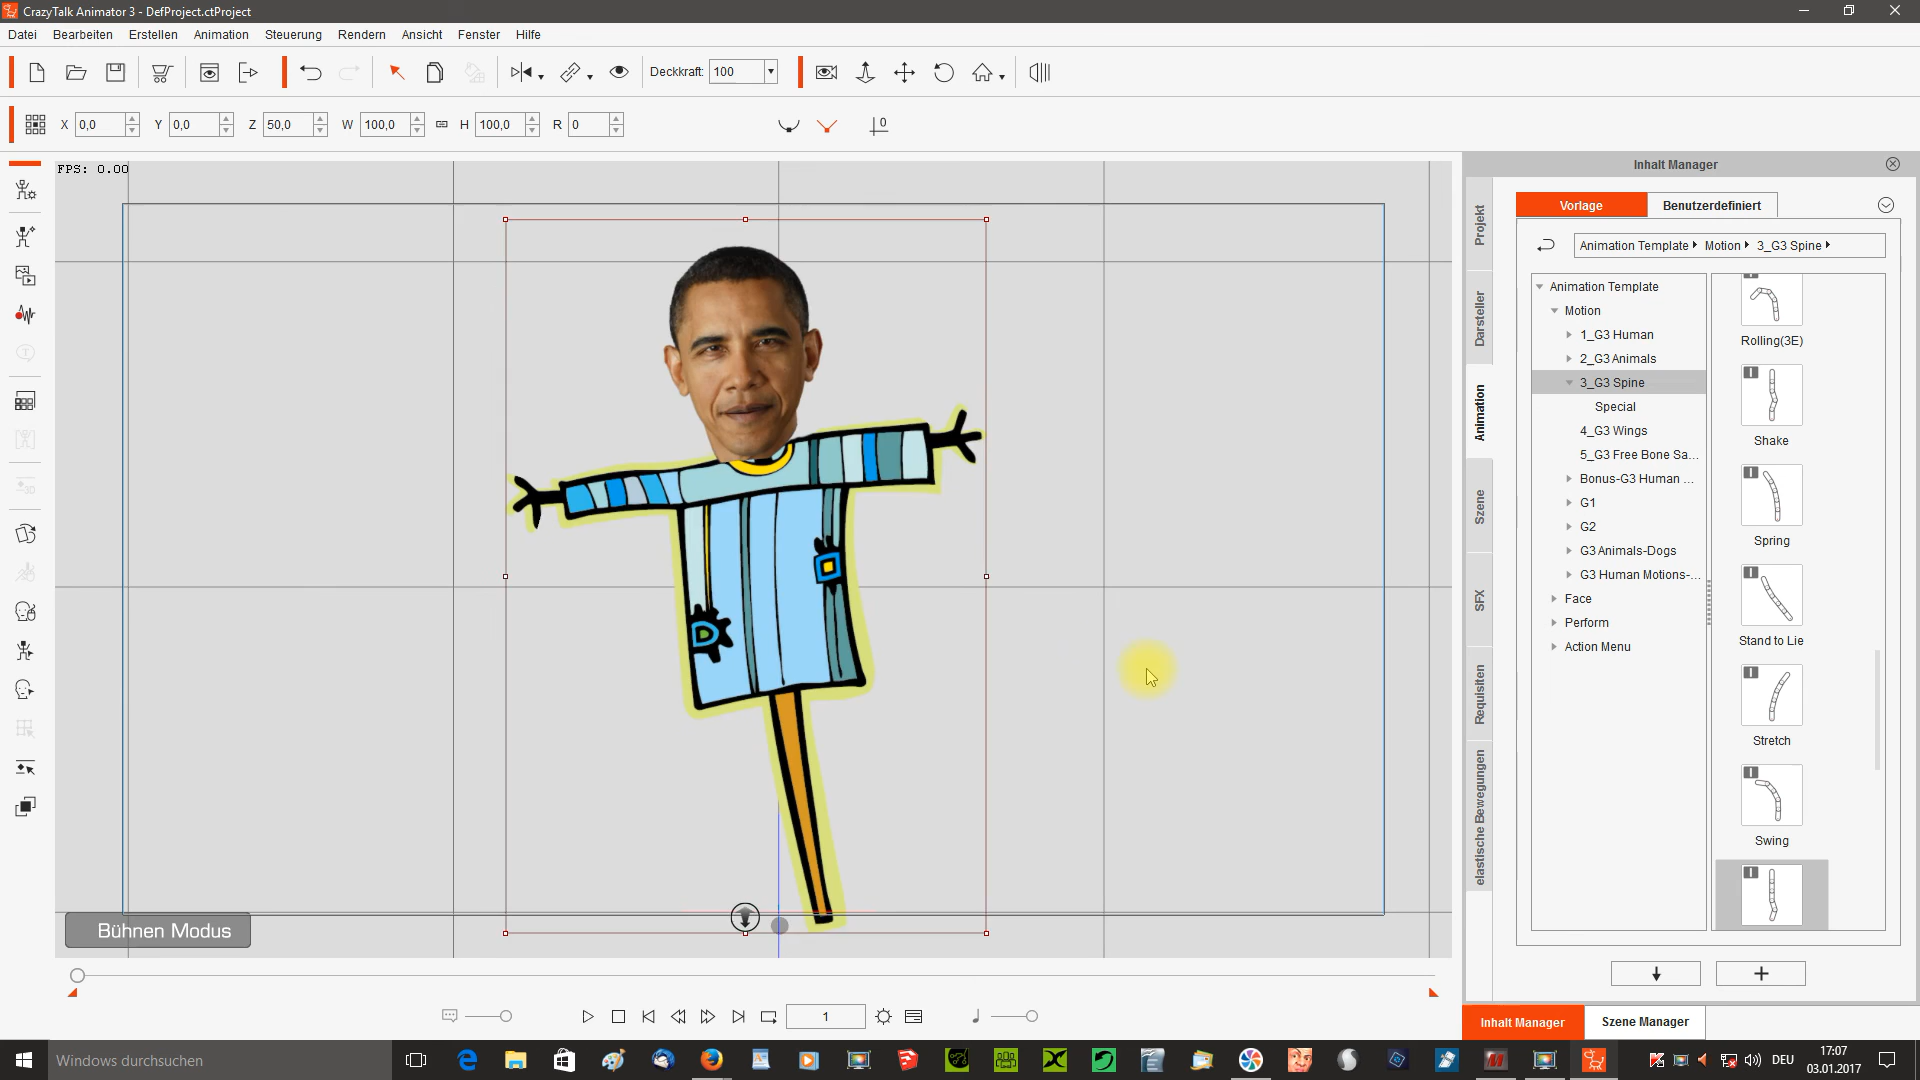 CrazyTalk Animator 3 - DefProject.ctProject
Datei Bearbeiten Erstellen Animation Steuerung Rendern Ansicht Fenster Hilfe
Deckkraft: 100
X 0,0 Y 0,0 Z 50,0 W 100,0 H 100,0 R 0
0
FPS: 0.00
Inhalt Manager
Vorlage Benutzerdefiniert
Animation Template Motion 3_G3 Spine
Projekt
Darsteller
Animation
Szene
SFX
Requisiten
elastische Bewegungen
Animation Template
Motion
1_G3 Human
2_G3 Animals
3_G3 Spine
Special
4_G3 Wings
5_G3 Free Bone Sa...
Bonus-G3 Human ...
G1
G2
G3 Animals-Dogs
G3 Human Motions-...
Face
Perform
Action Menu
Rolling(3E)
Shake
Spring
Stand to Lie
Stretch
Swing
Bühnen Modus
1
Inhalt Manager Szene Manager
Windows durchsuchen
DEU
17:07
03.01.2017